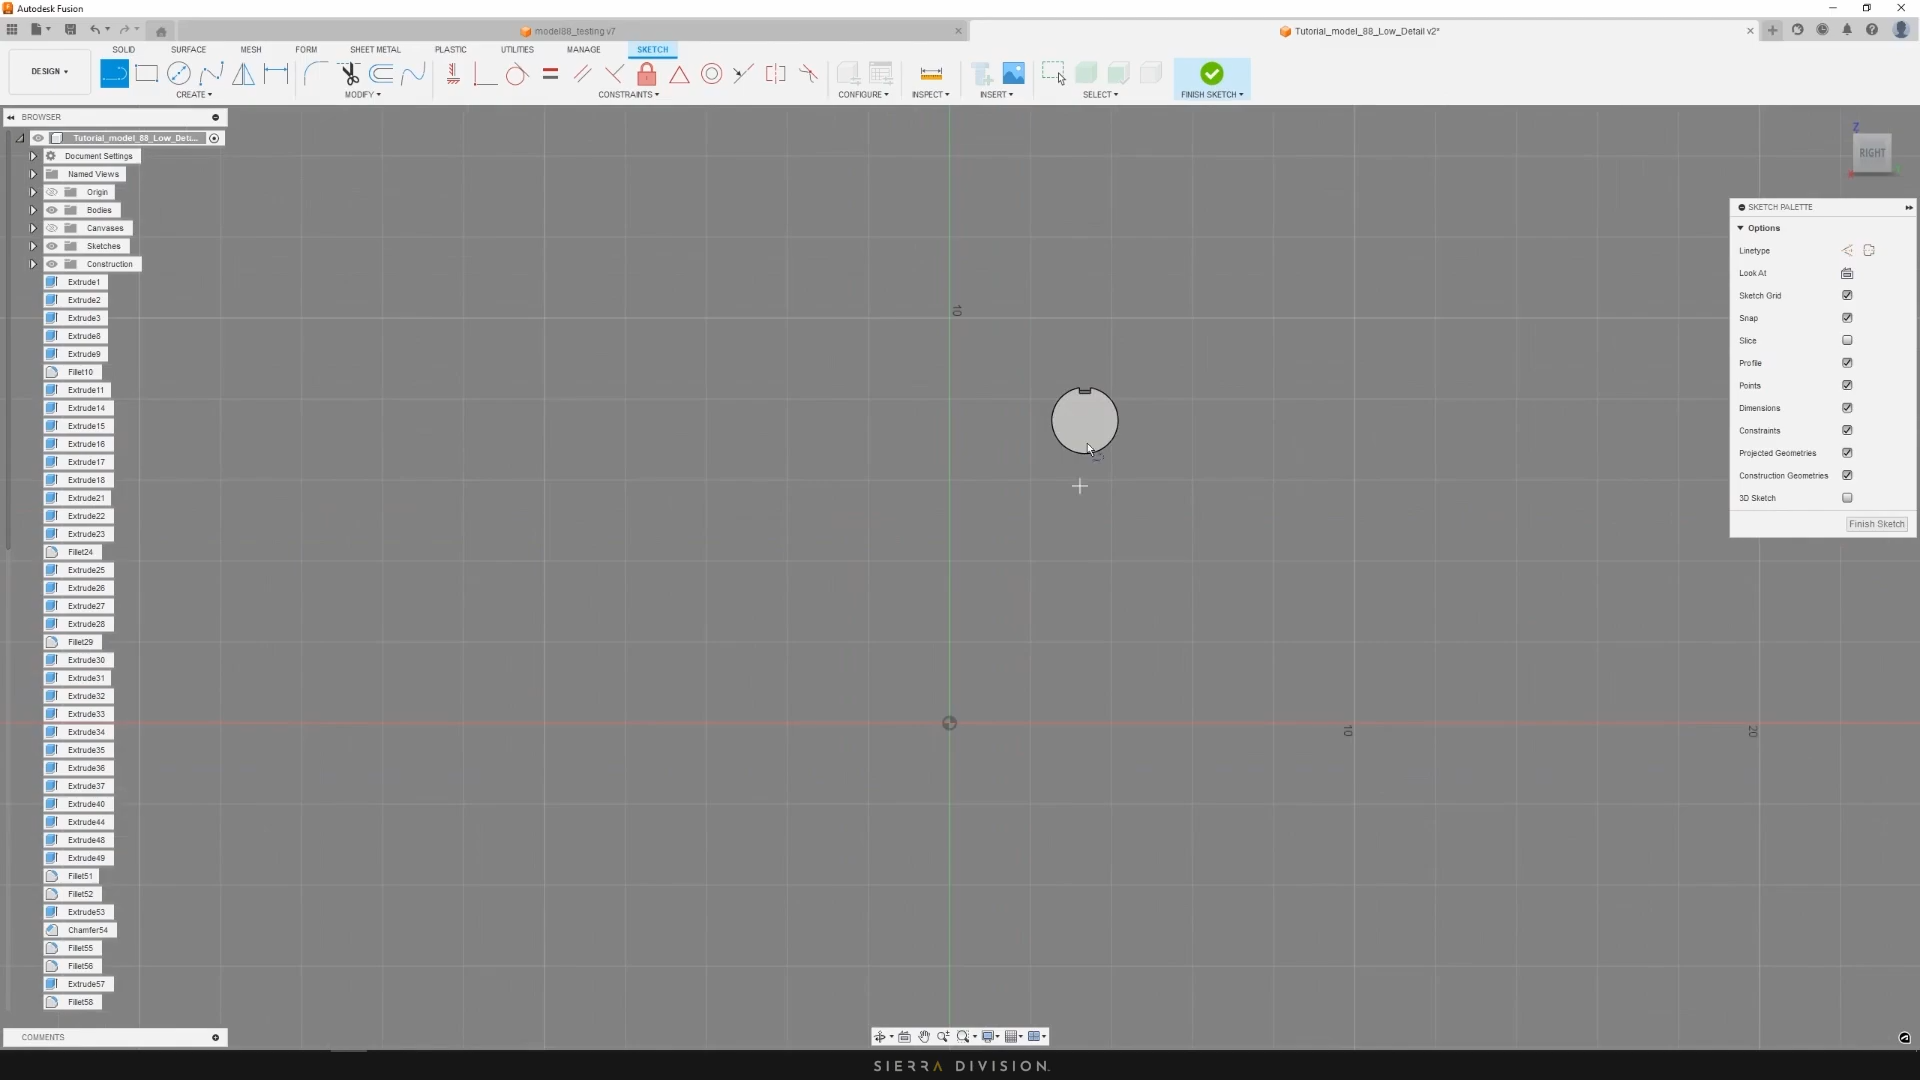 Autodesk Fusion
model88_testing v7
Tutorial_model_88_Low_Detail v2*
SOLID SURFACE MESH FORM SHEET METAL PLASTIC UTILITIES MANAGE SKETCH
DESIGN
CREATE MODIFY CONSTRAINTS CONFIGURE INSPECT INSERT SELECT FINISH SKETCH
BROWSER
Tutorial_model_88_Low_Deti...
Document Settings
Named Views
Origin
Bodies
Canvases
Sketches
Construction
Extrude1
Extrude2
Extrude3
Extrude8
Extrude9
Fillet10
Extrude11
Extrude14
Extrude15
Extrude16
Extrude17
Extrude18
Extrude21
Extrude22
Extrude23
Fillet24
Extrude25
Extrude26
Extrude27
Extrude28
Fillet29
Extrude30
Extrude31
Extrude32
Extrude33
Extrude34
Extrude35
Extrude36
Extrude37
Extrude40
Extrude44
Extrude48
Extrude49
Fillet51
Fillet52
Extrude53
Chamfer54
Fillet55
Fillet56
Extrude57
Fillet58
COMMENTS
10
10
20
Z
RIGHT
SKETCH PALETTE
Options
Linetype
Look At
Sketch Grid
Snap
Slice
Profile
Points
Dimensions
Constraints
Projected Geometries
Construction Geometries
3D Sketch
Finish Sketch
SIERRA DIVISION